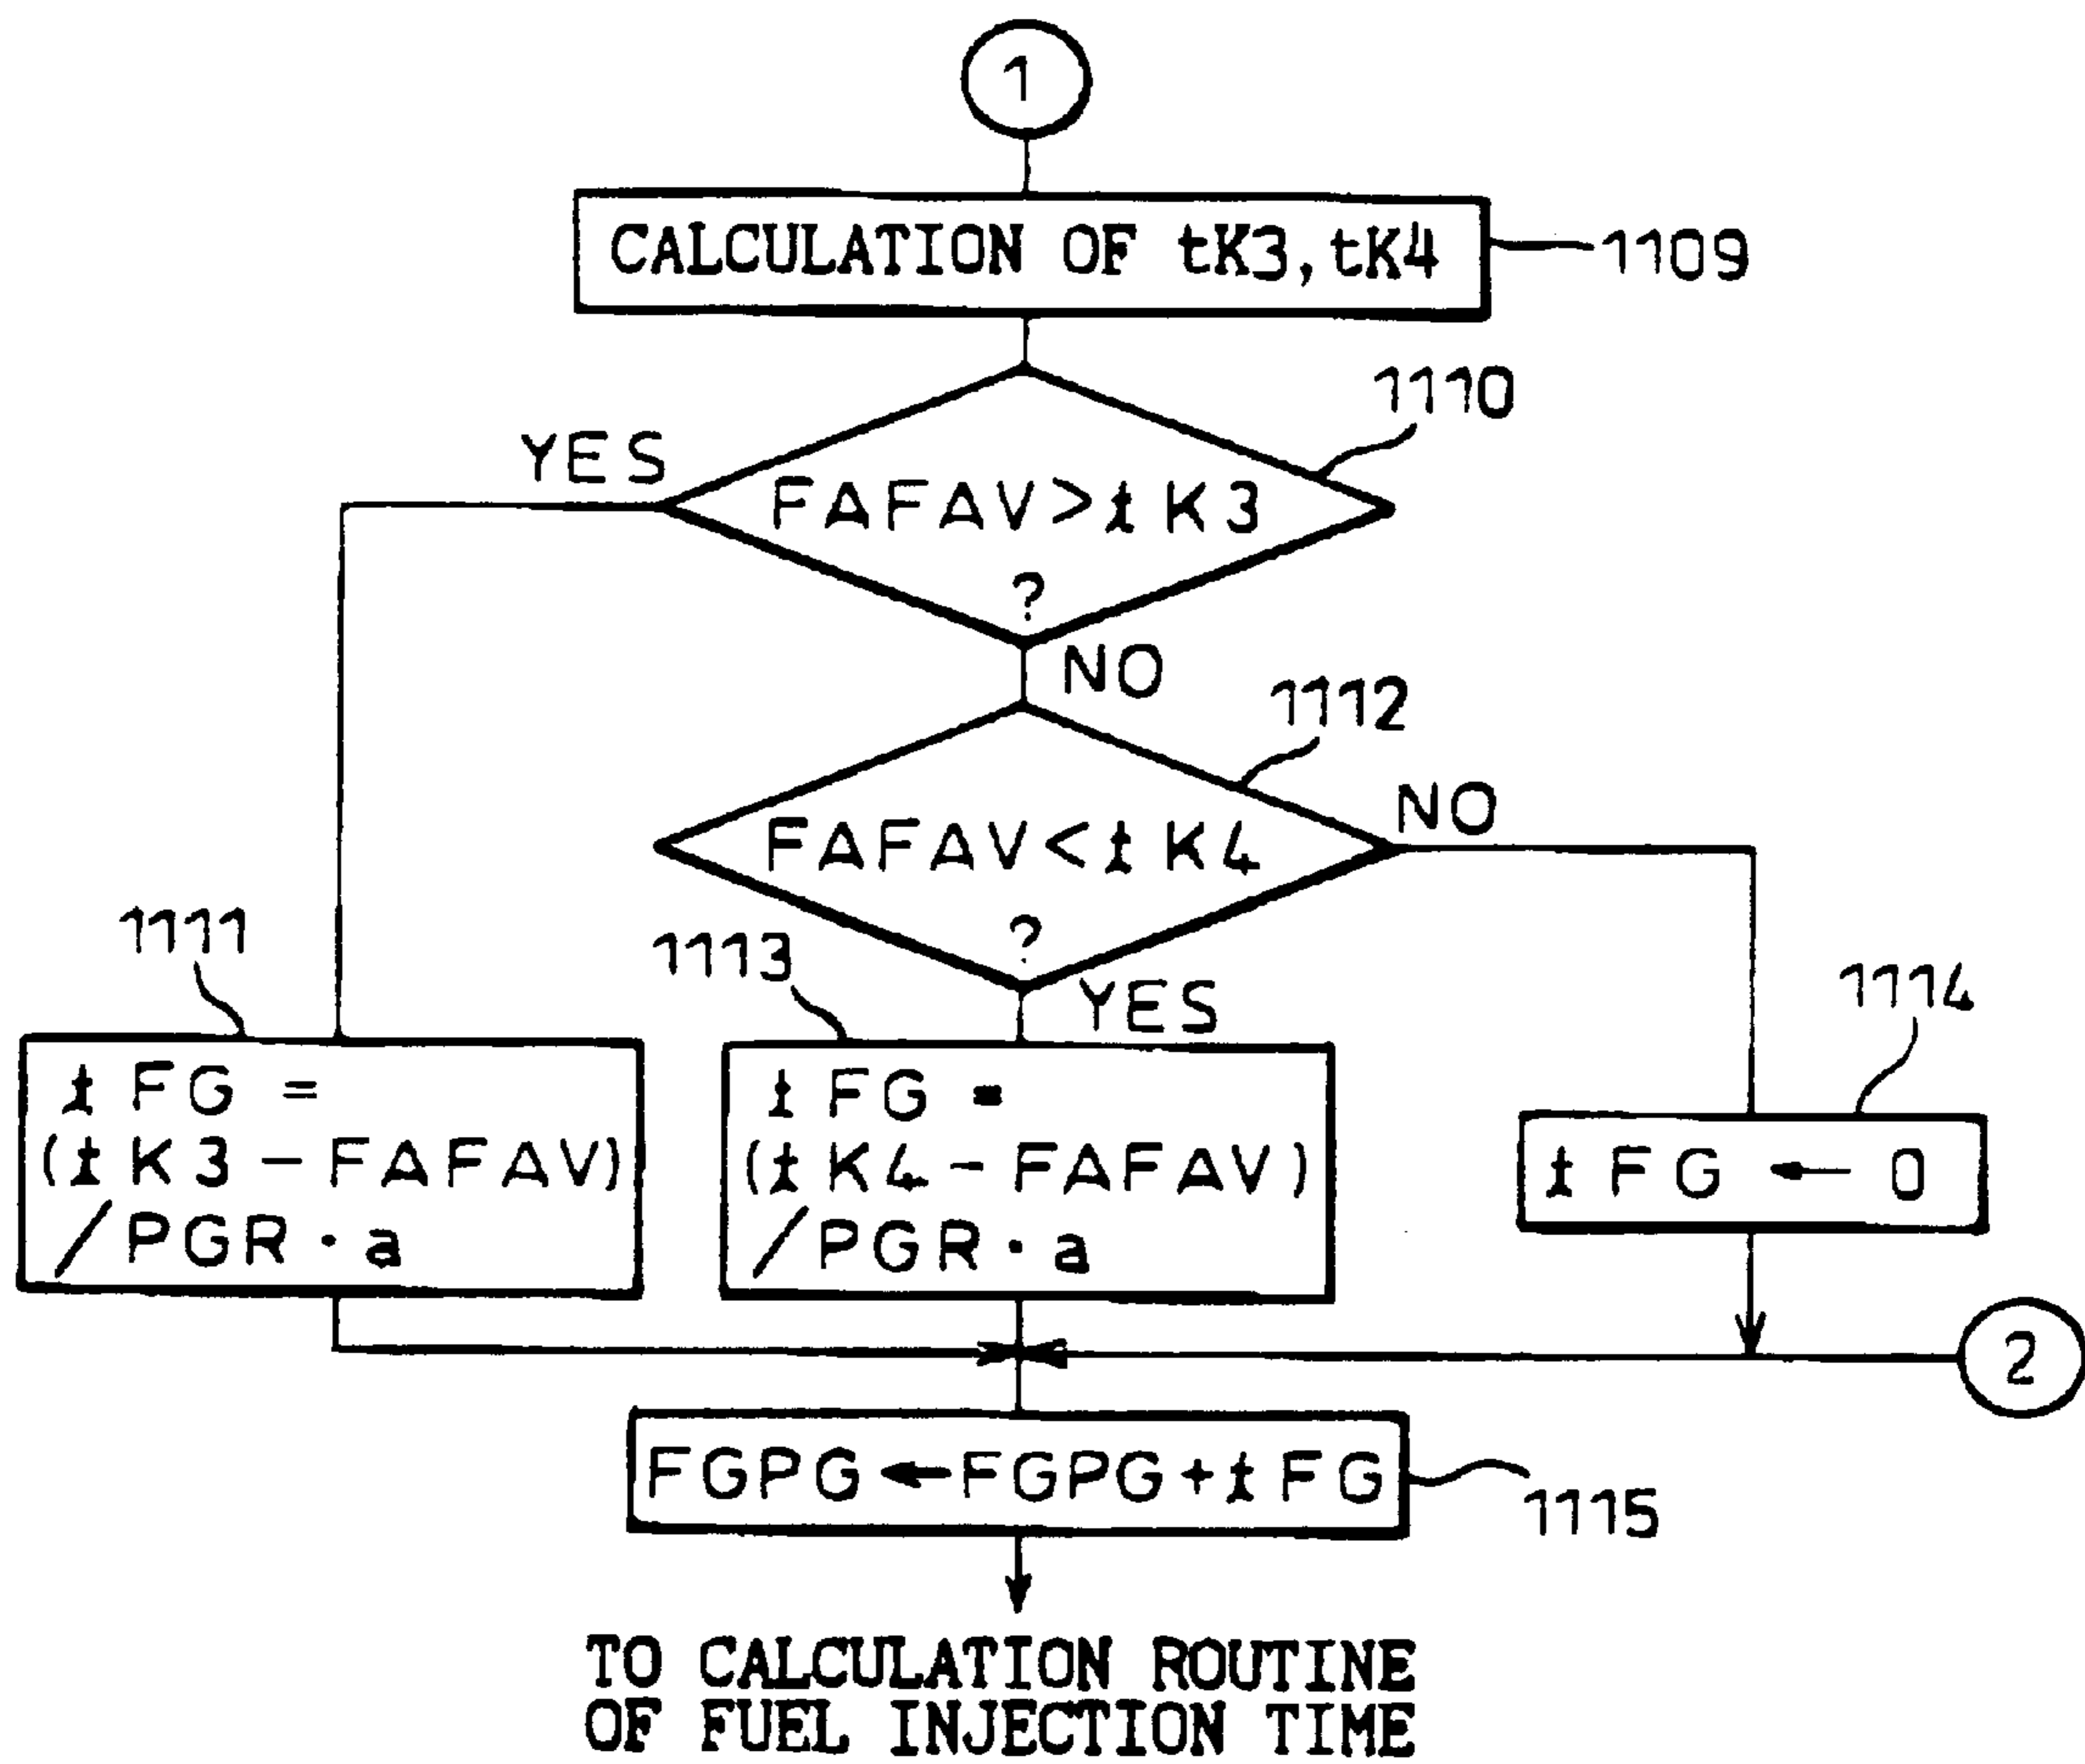 1
CALCULATION OF tK3, tK4
1109
1110
YES
FAFAV>tK3
?
NO
1112
NO
FAFAV<tK4
?
YES
1111
tFG =
(tK3-FAFAV)
/PGR·a
1113
tFG =
(tK4-FAFAV)
/PGR·a
1114
tFG ← 0
2
FGPG←FGPG+tFG
1115
TO CALCULATION ROUTINE
OF FUEL INJECTION TIME